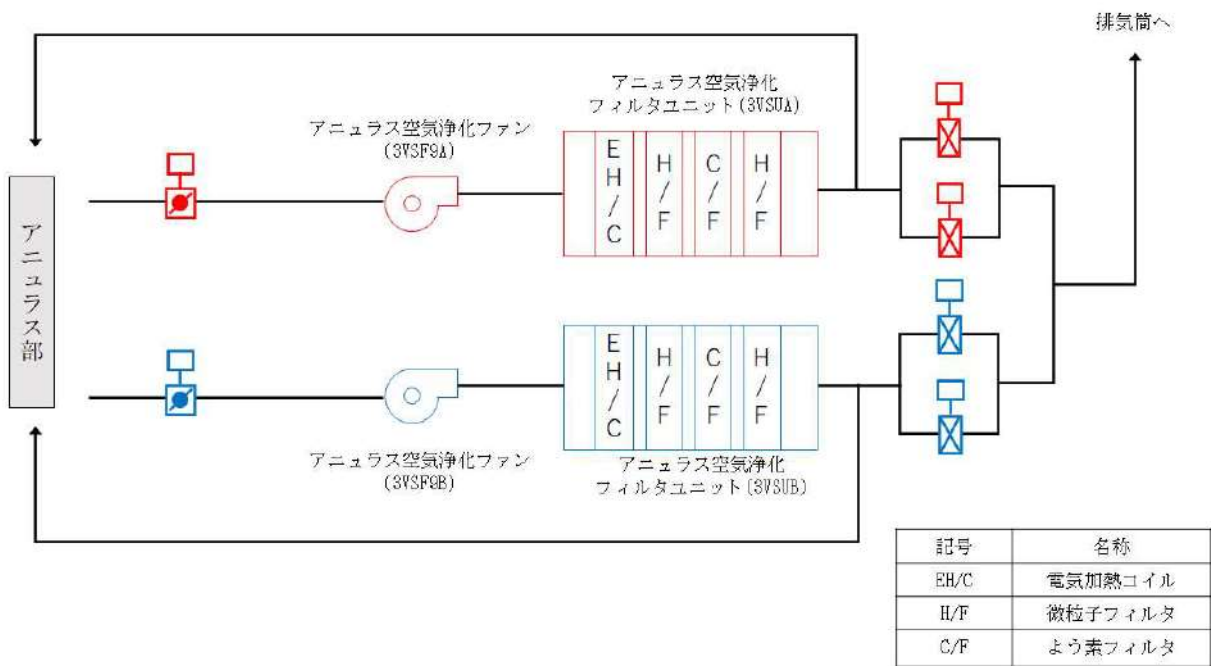 排気筒へ
アニュラス空気浄化
フィルタユニット(3VSUA)
アニュラス空気浄化ファン
(3VSF9A)
EH/C
H/F
C/F
H/F
アニュラス部
EH/C
H/F
C/F
H/F
アニュラス空気浄化ファン
(3VSF9B)
アニュラス空気浄化
フィルタユニット(3VSUB)
記号 名称
EH/C 電気加熱コイル
H/F 微粒子フィルタ
C/F よう素フィルタ